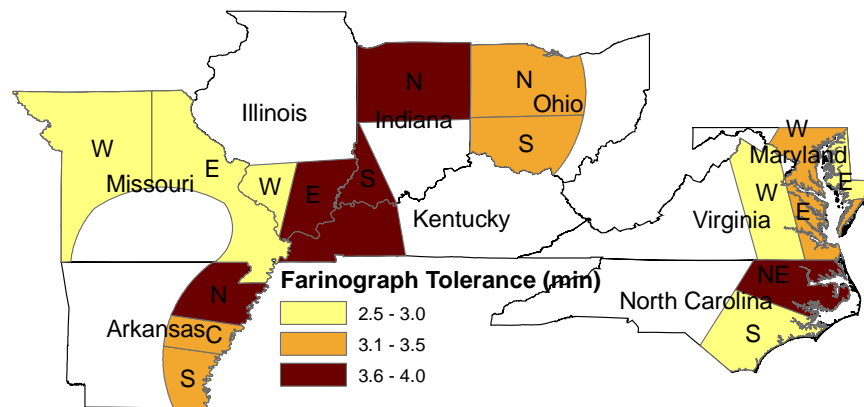 N
N
Ohio
Illinois
Indiana
W
Maryland
W
E
S
Missouri
W
E
S
E
W
E
Virginia
Kentucky
Farinograph Tolerance (min)
NE
N
North Carolina
2.5 - 3.0
Arkansas
C
S
3.1 - 3.5
S
3.6 - 4.0